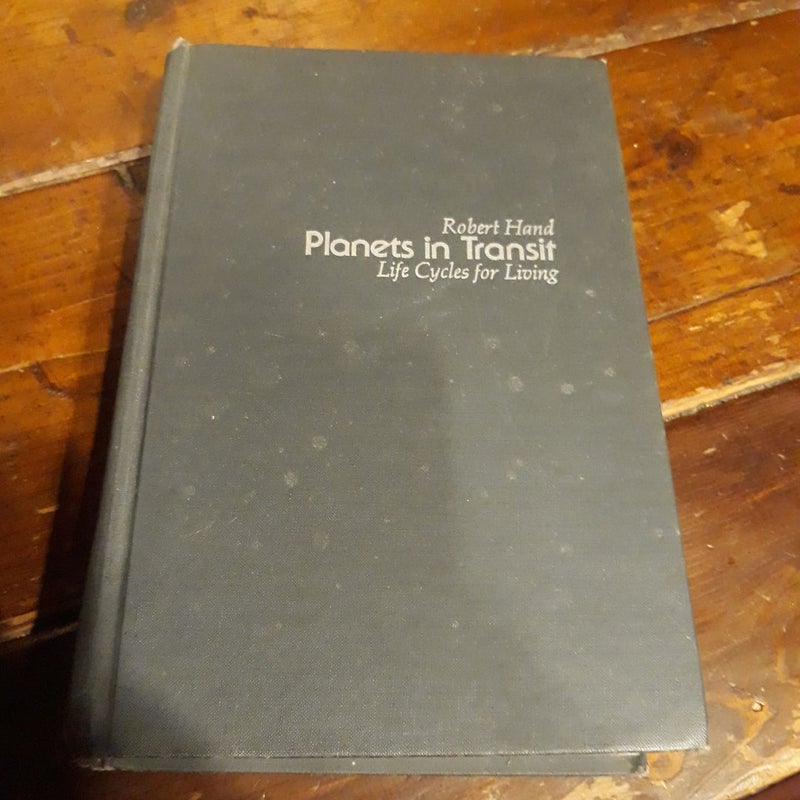 Robert Hand
Planets in Transit
Life Cycles for Living